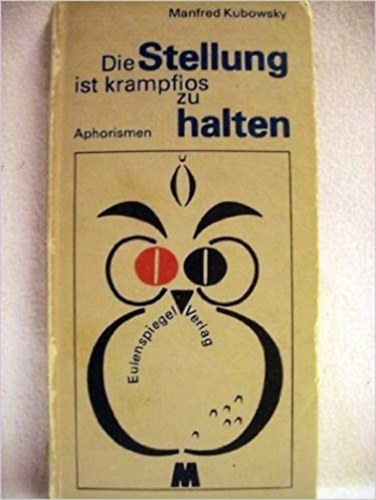 Manfred Kubowsky
Die Stellung
ist krampflos
zu
halten
Aphorismen
Eulenspiegel
Verlag
M